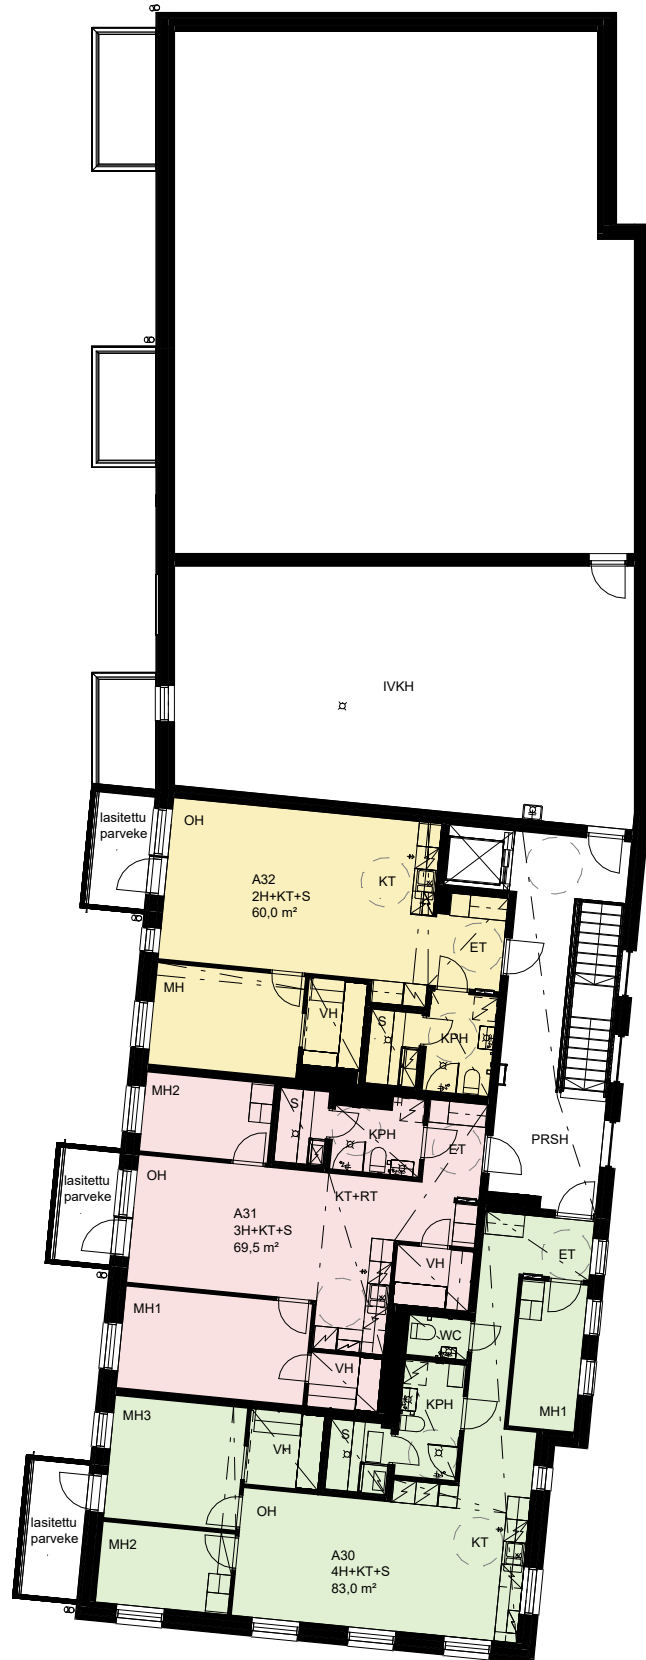 IVKH
lasitettu
parveke
OH
A32
2H+KT+S
60,0 m²
KT
ET
MH
VH
S
KPH
MH2
S
KPH
ET
PRSH
OH
lasitettu
parveke
A31
3H+KT+S
69,5 m²
KT+RT
VH
ET
MH1
WC
VH
KPH
MH3
MH1
VH
S
OH
lasitettu
parveke
KT
MH2
A30
4H+KT+S
83,0 m²